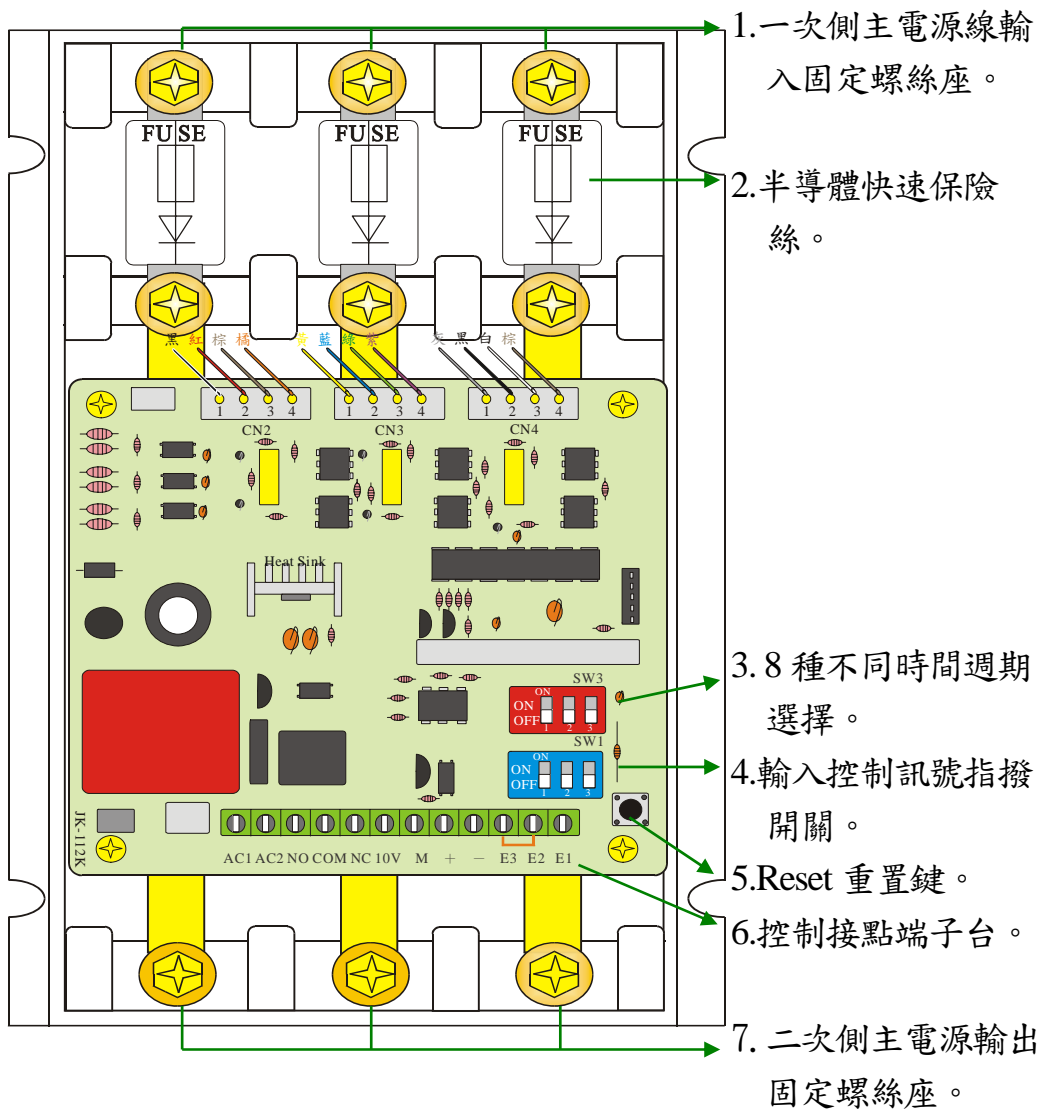 1.一次側主電源線輸
入固定螺絲座。
FUSE FUSE FUSE
2.半導體快速保險
絲。
黑 紅 棕 橘 黃 藍 綠 紫 灰 黑 白 棕
1 2 3 4 1 2 3 4 1 2 3 4
CN2 CN3 CN4
Heat Sink
3. 8 種不同時間週期
選擇。
SW3
ON
ON
OFF
1 2 3
SW1
ON
ON
OFF
1 2 3
4.輸入控制訊號指撥
開關。
JK-112K
AC1 AC2 NO COM NC 10V M + − E3 E2 E1
5.Reset 重置鍵。
6.控制接點端子台。
7. 二次側主電源輸出
固定螺絲座。